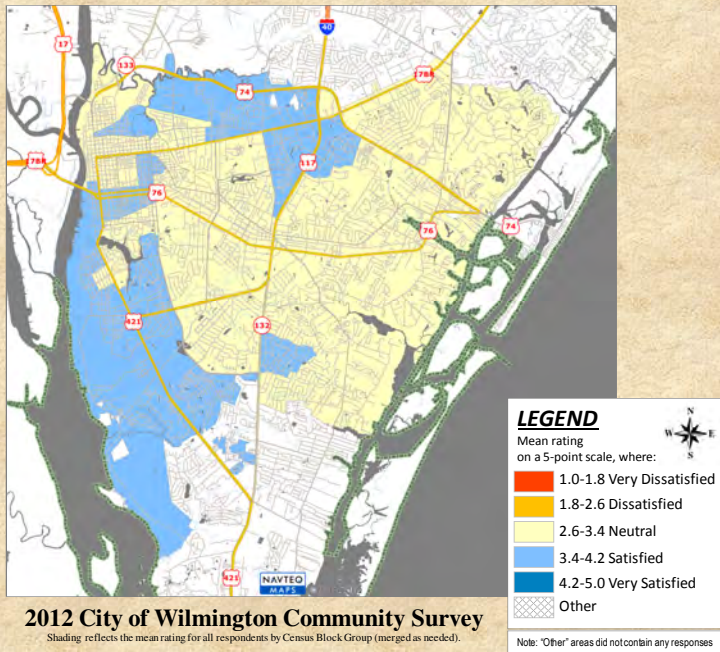 40
17
133
74
17BR
17BR
117
76
76
74
421
132
421
NAVTEQ
MAPS
LEGEND
N
W E
S
Mean rating
on a 5-point scale, where:
1.0-1.8 Very Dissatisfied
1.8-2.6 Dissatisfied
2.6-3.4 Neutral
3.4-4.2 Satisfied
4.2-5.0 Very Satisfied
Other
2012 City of Wilmington Community Survey
Shading reflects the mean rating for all respondents by Census Block Group (merged as needed).
Note: "Other" areas did not contain any responses